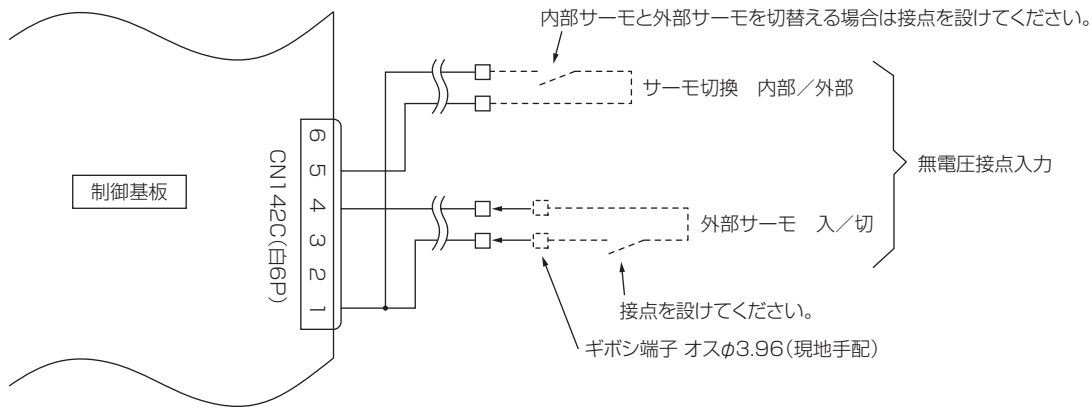 内部サーモと外部サーモを切替える場合は接点を設けてください。
サーモ切換　内部／外部
無電圧接点入力
制御基板
CN142C(白6P)
6
5
4
3
2
1
外部サーモ　入／切
接点を設けてください。
ギボシ端子 オスφ3.96(現地手配)